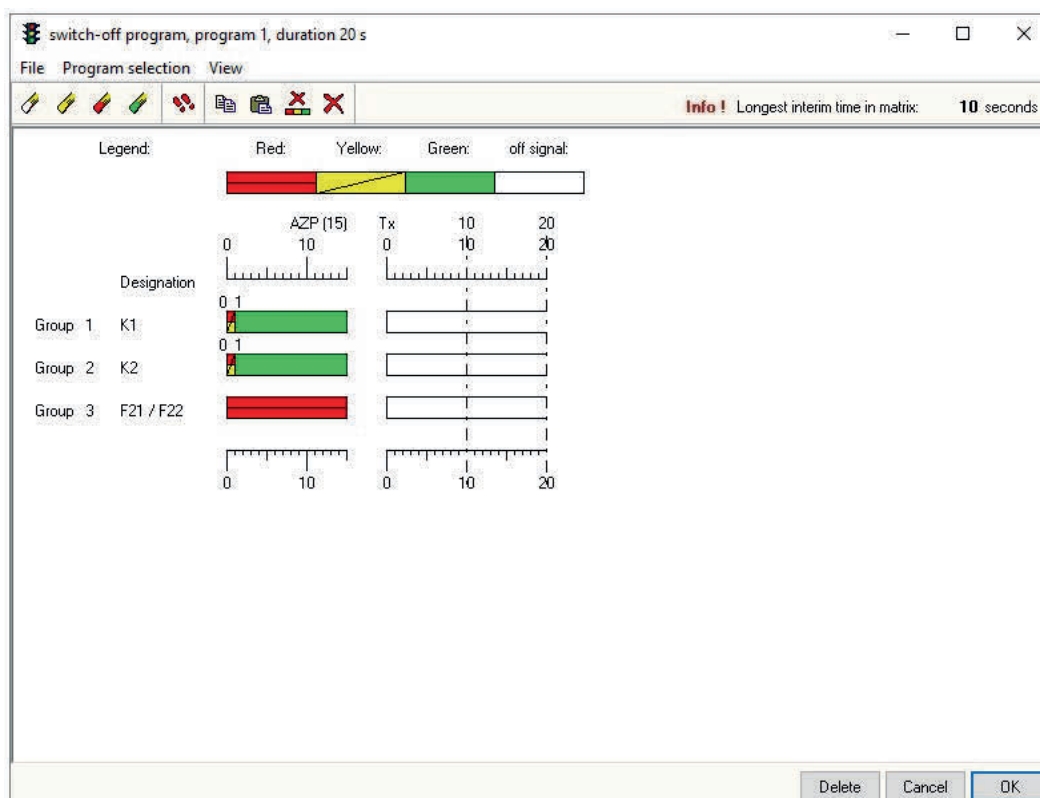 switch-off program, program 1, duration 20 s
File Program selection View
Info ! Longest interim time in matrix: 10 seconds
Legend: Red: Yellow: Green: off signal:
AZP (15) Tx 10 20
0 10 0 10 20
Designation
0 1
Group 1 K1
0 1
Group 2 K2
Group 3 F21 / F22
0 10 0 10 20
Delete Cancel OK